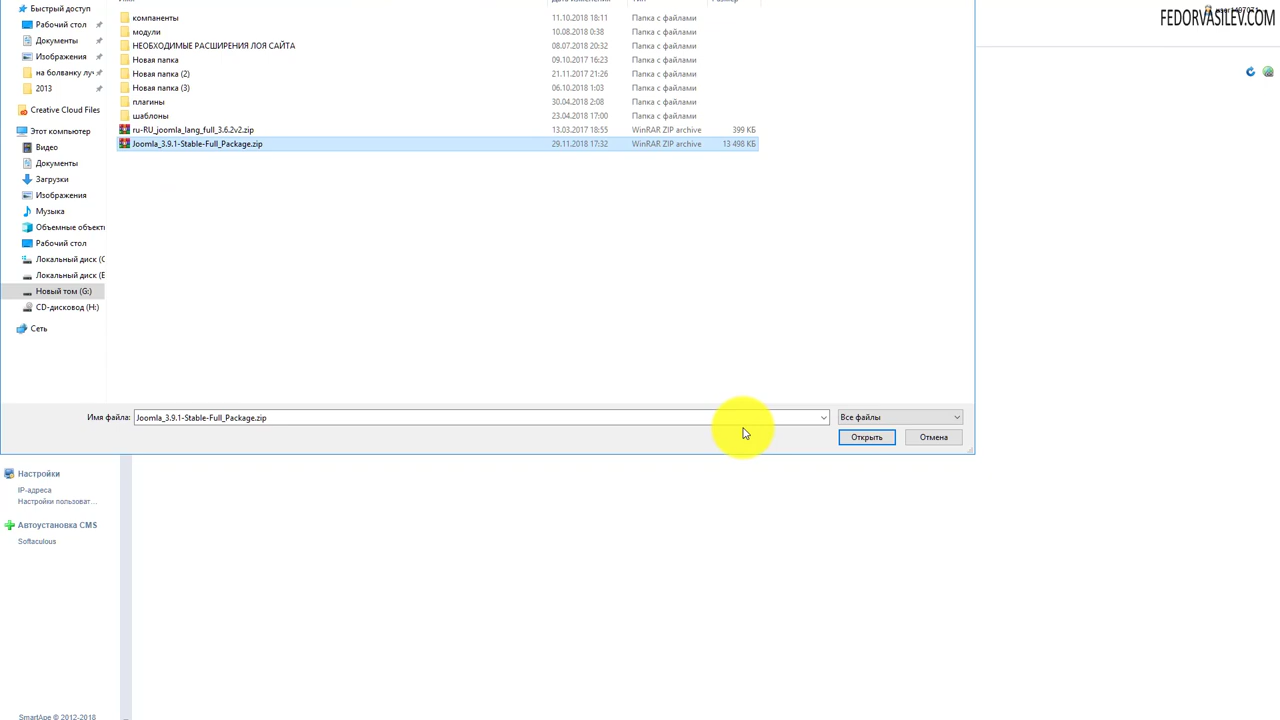 FEDORVASILEV.COM
Быстрый доступ
Рабочий стол
Документы
Изображения
на болванку лу
2013
Creative Cloud Files
Этот компьютер
Видео
Документы
Загрузки
Изображения
Музыка
Объемные объект
Рабочий стол
Локальный диск (C
Локальный диск (E
Новый том (G:)
CD-дисковод (H:)
Сеть
компаненты 11.10.2018 18:11 Папка с файлами
модули 10.08.2018 0:38 Папка с файлами
НЕОБХОДИМЫЕ РАСШИРЕНИЯ ЛОЯ САЙТА 08.07.2018 20:32 Папка с файлами
Новая папка 09.10.2017 16:23 Папка с файлами
Новая папка (2) 21.11.2017 21:26 Папка с файлами
Новая папка (3) 06.10.2018 1:03 Папка с файлами
плагины 30.04.2018 2:08 Папка с файлами
шаблоны 23.04.2018 17:00 Папка с файлами
ru-RU_joomla_lang_full_3.6.2v2.zip 13.03.2017 18:55 WinRAR ZIP archive 399 КБ
Joomla_3.9.1-Stable-Full_Package.zip 29.11.2018 17:32 WinRAR ZIP archive 13 498 КБ
Имя файла: Joomla_3.9.1-Stable-Full_Package.zip Все файлы
Открыть Отмена
Настройки
IP-адреса
Настройки пользоват...
Автоустановка CMS
Softaculous
SmartApe © 2012-2018